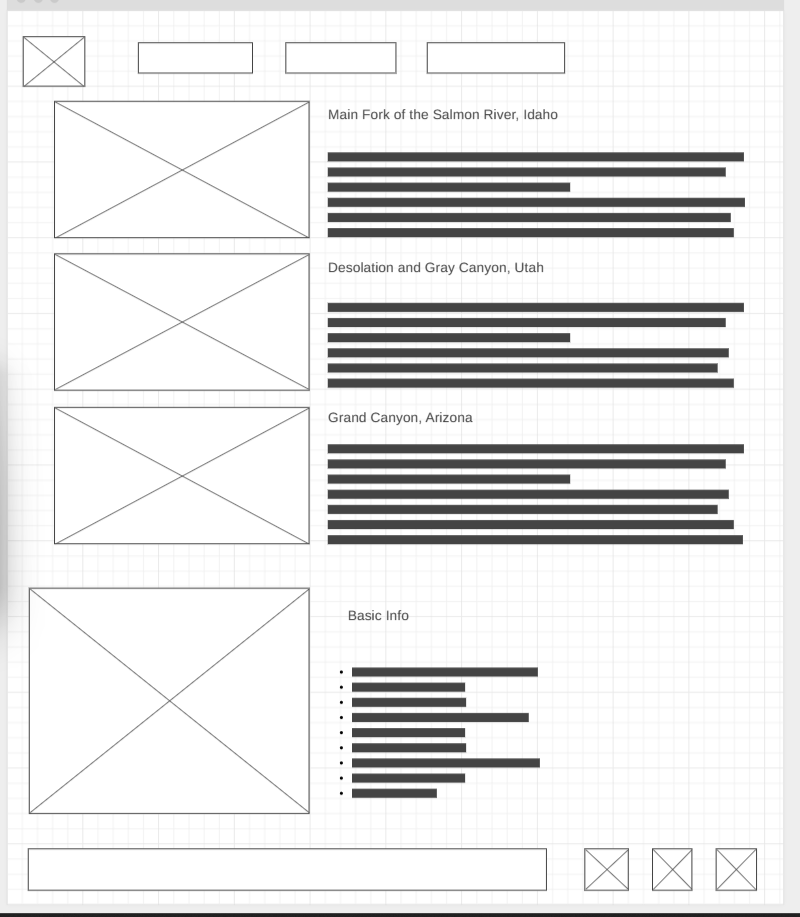 Main Fork of the Salmon River, Idaho
Desolation and Gray Canyon, Utah
Grand Canyon, Arizona
Basic Info